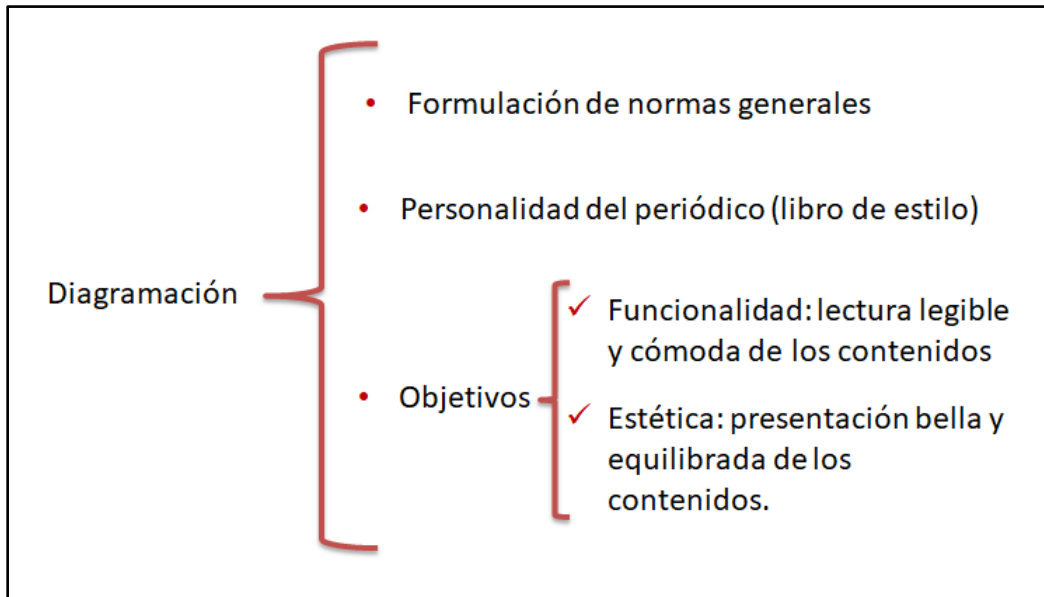 Formulación de normas generales
Personalidad del periódico (libro de estilo)
Diagramación
Objetivos
Funcionalidad: lectura legible
y cómoda de los contenidos
Estética: presentación bella y
equilibrada de los
contenidos.